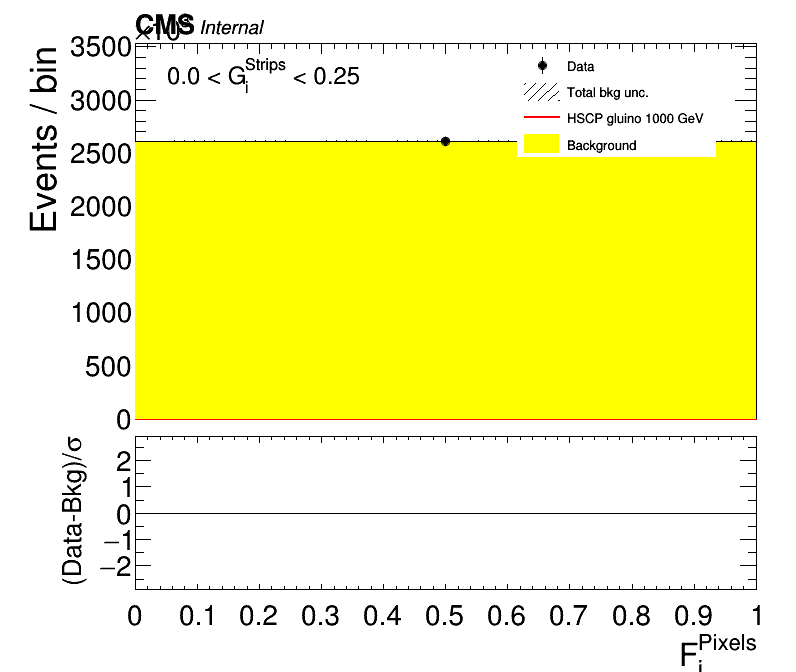 CMS Internal
×10³
Events / bin
3500
3000
2500
2000
1500
1000
500
0
0.0 < G_i^Strips < 0.25
Data
Total bkg unc.
HSCP gluino 1000 GeV
Background
(Data-Bkg)/σ
2
1
0
−1
−2
0 0.1 0.2 0.3 0.4 0.5 0.6 0.7 0.8 0.9 1
F_i^Pixels